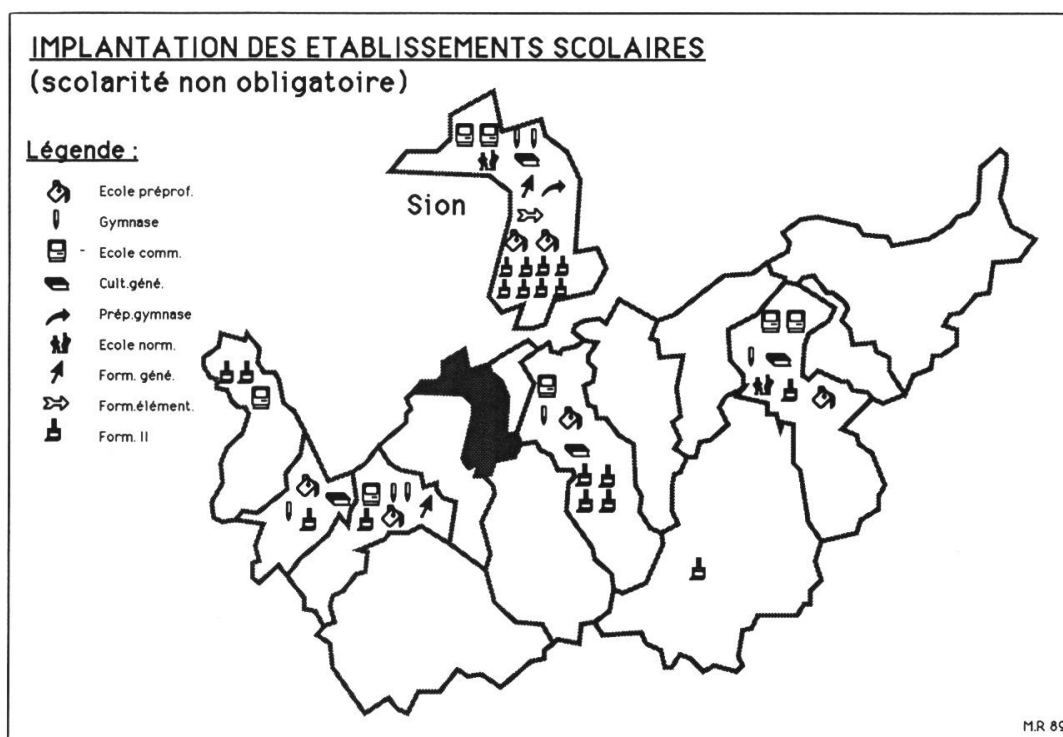 IMPLANTATION DES ETABLISSEMENTS SCOLAIRES
(scolarité non obligatoire)
Légende :
Ecole préprof.
Gymnase
- Ecole comm.
Cult.géné.
Prép.gymnase
Ecole norm.
Form. géné.
Form.élément.
Form. II
Sion
M.R 89